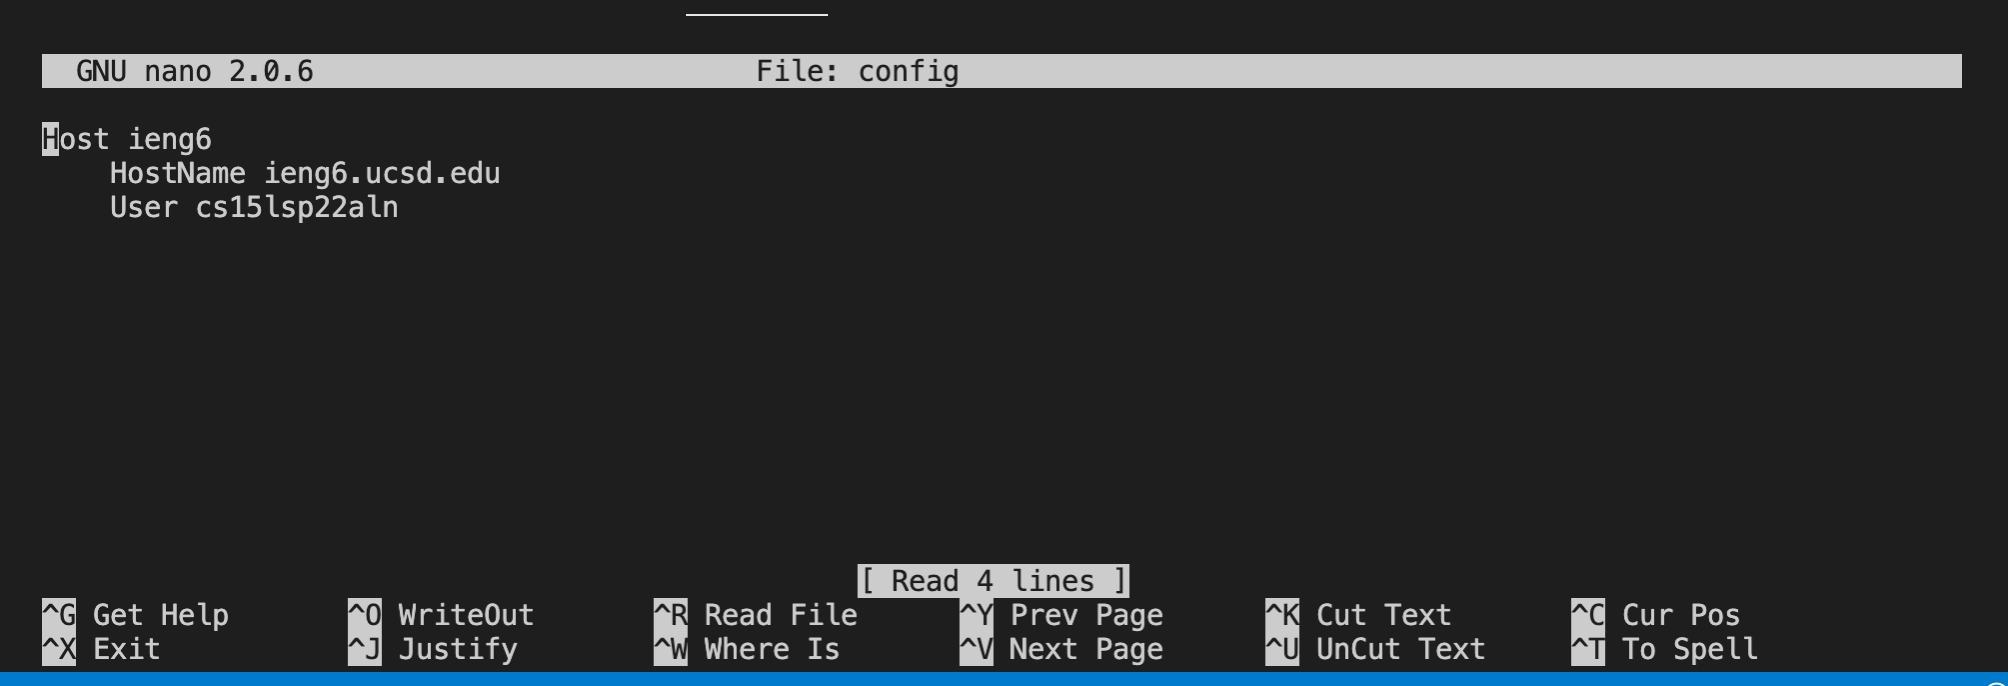 GNU nano 2.0.6 File: config
Host ieng6
HostName ieng6.ucsd.edu
User cs15lsp22aln
[ Read 4 lines ]
^G Get Help ^O WriteOut ^R Read File ^Y Prev Page ^K Cut Text ^C Cur Pos
^X Exit ^J Justify ^W Where Is ^V Next Page ^U UnCut Text ^T To Spell